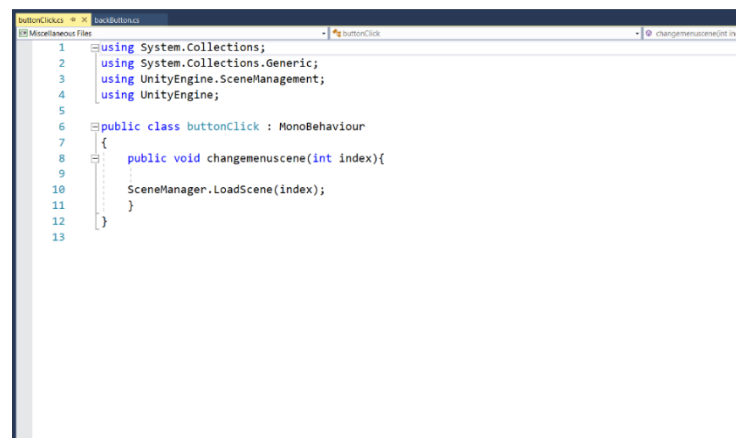 buttonClick.cs backButton.cs
Miscellaneous Files buttonClick changemenuscene(int
1 using System.Collections;
2 using System.Collections.Generic;
3 using UnityEngine.SceneManagement;
4 using UnityEngine;
5
6 public class buttonClick : MonoBehaviour
7 {
8 public void changemenuscene(int index){
9
10 SceneManager.LoadScene(index);
11 }
12 }
13